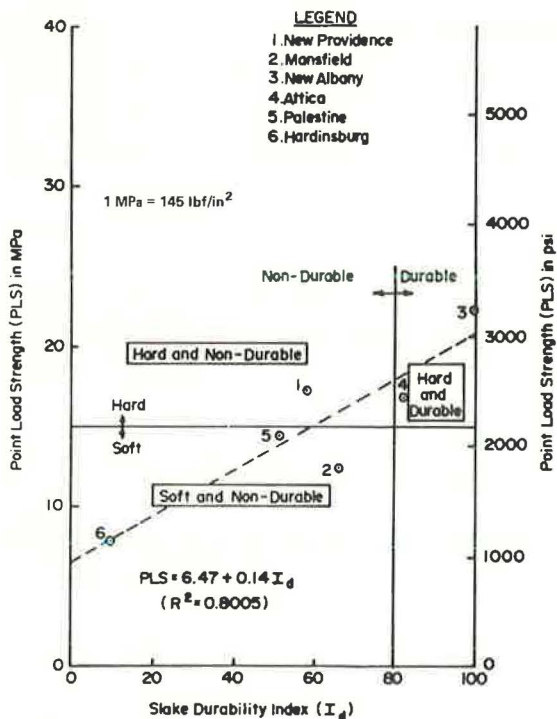 LEGEND
1.New Providence
2.Mansfield
3.New Albany
4.Attica
5.Palestine
6.Hardinsburg
1 MPa = 145 lbf/in²
Point Load Strength (PLS) in MPa
40
30
20
10
0
Point Load Strength (PLS) in psi
5000
4000
3000
2000
1000
0
Non-Durable
Durable
3
Hard and Non-Durable
1
4
Hard
and
Durable
Hard
Soft
5
2
Soft and Non-Durable
6
PLS=6.47+0.14 I_d
(R²=0.8005)
0 20 40 60 80 100
Slake Durability Index (I_d)